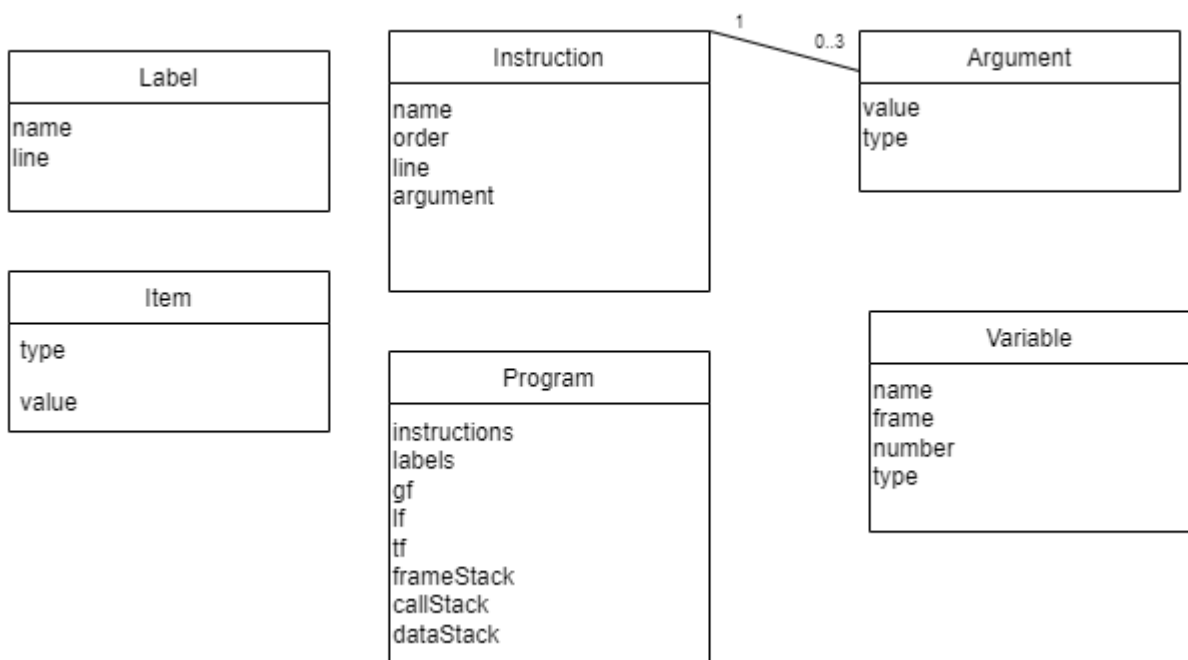 Label
name
line
Instruction
name
order
line
argument
1
0..3
Argument
value
type
Item
type
value
Program
instructions
labels
gf
lf
tf
frameStack
callStack
dataStack
Variable
name
frame
number
type